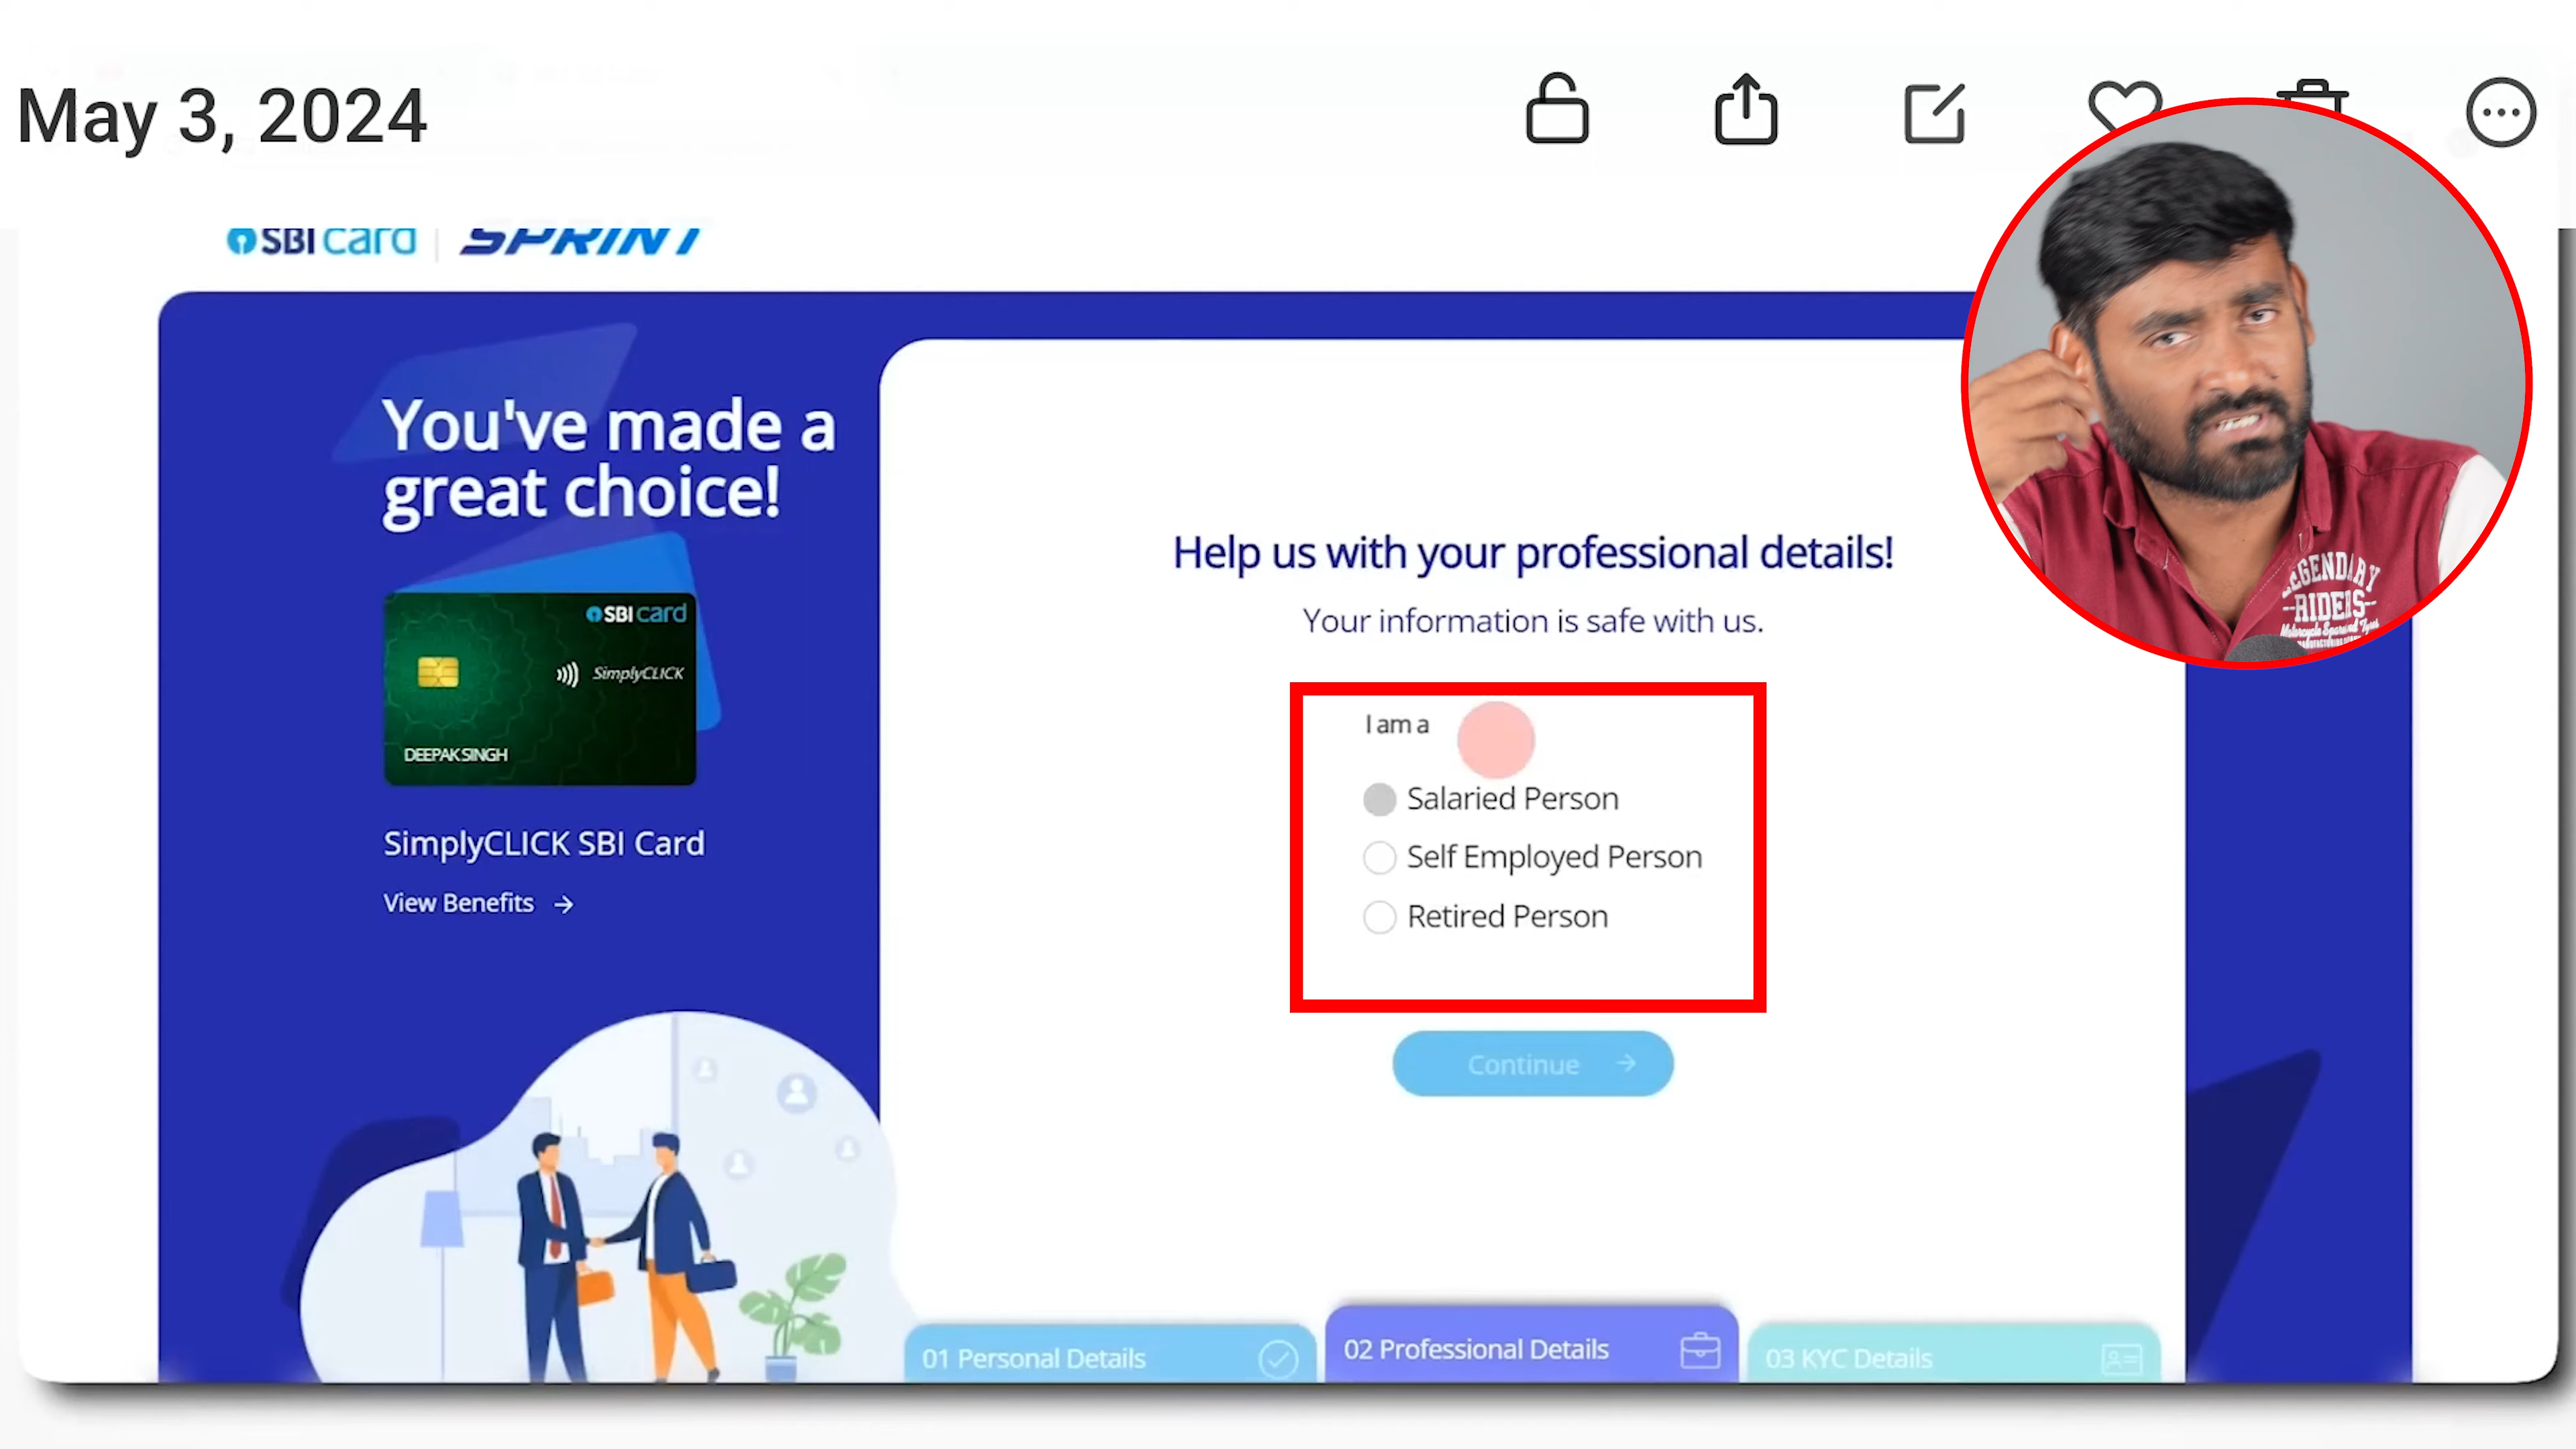 May 3, 2024
SBI card | SPRINT
You've made a
great choice!
SBI card
SimplyCLICK
DEEPAK SINGH
SimplyCLICK SBI Card
View Benefits →
Help us with your professional details!
Your information is safe with us.
I am a
Salaried Person
Self Employed Person
Retired Person
Continue →
01 Personal Details
02 Professional Details
03 KYC Details
LEGENDARY
RIDERS